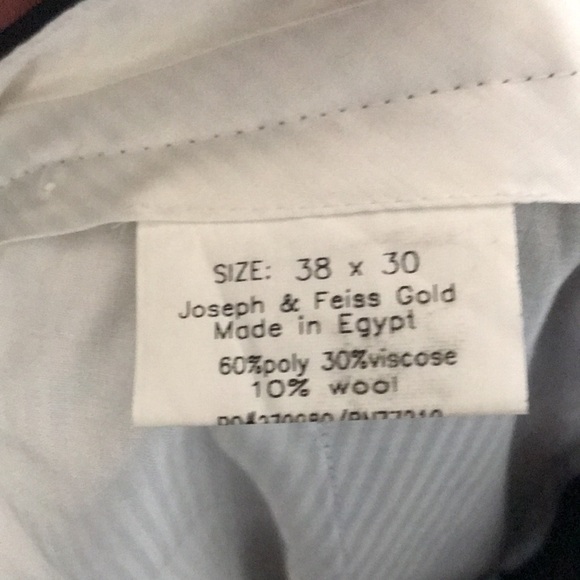 SIZE: 38 x 30
Joseph & Feiss Gold
Made in Egypt
60%poly 30%viscose
10% wool